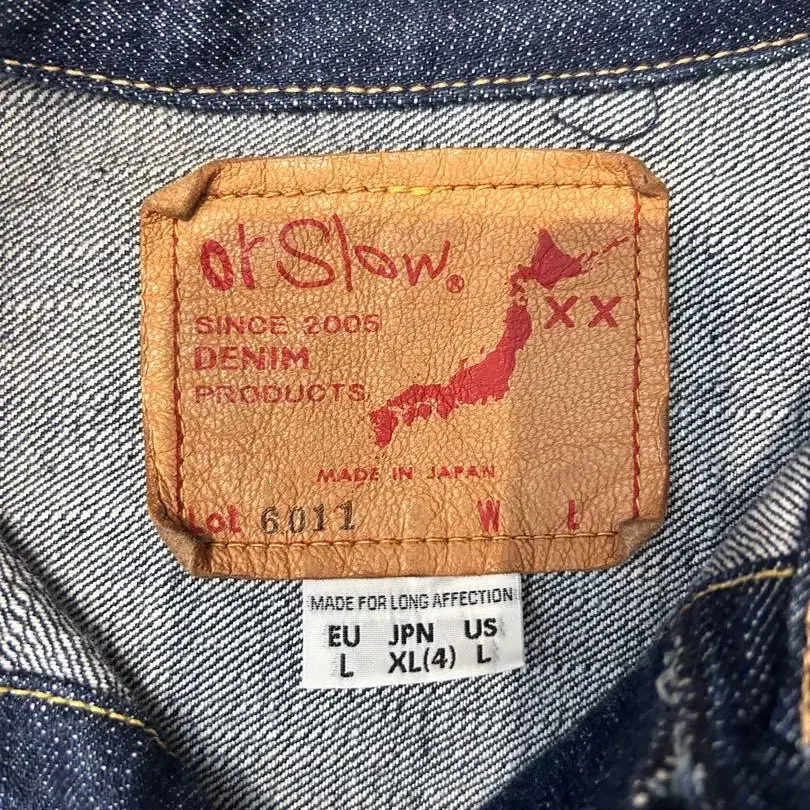 orSlow®
SINCE 2005
XX
DENIM
PRODUCTS
MADE IN JAPAN
Lot 6011 W L
MADE FOR LONG AFFECTION
EU JPN US
L XL(4) L